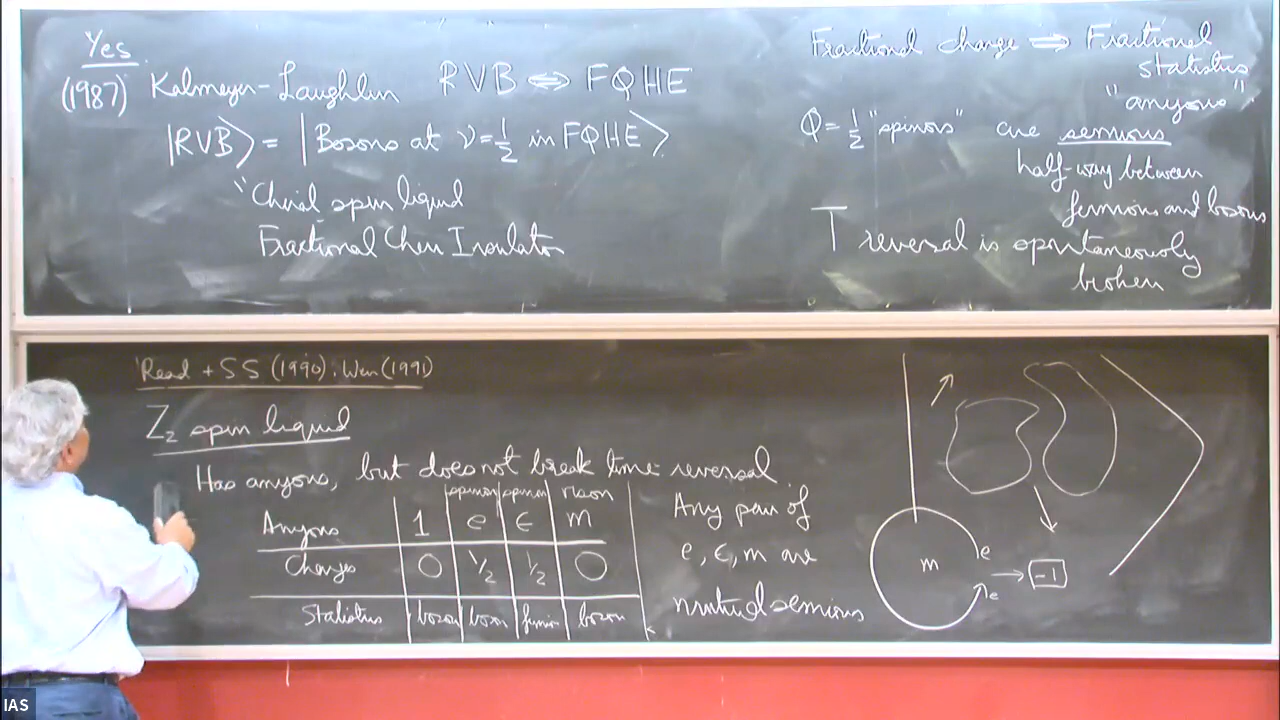 Yes
(1987) Kalmeyer-Laughlin RVB ⟺ FQHE
|RVB⟩ = |Bosons at ν=1/2 in FQHE⟩
"Chiral spin liquid
Fractional Chern Insulator
Fractional charge ⟹ Fractional
statistics
"anyons"
Q=1/2 "spinons" are semions
half-way between
fermions and bosons
T reversal is spontaneously
broken
Read + SS (1990); Wen (1991)
Z₂ spin liquid
Has anyons, but does not break time reversal.
spinon spinon vison
Anyons 1 e ϵ m
Charges 0 1/2 1/2 0
Statistics boson boson fermion boson
Any pair of
e, ϵ, m are
mutual semions
m e
e
→ -1
IAS